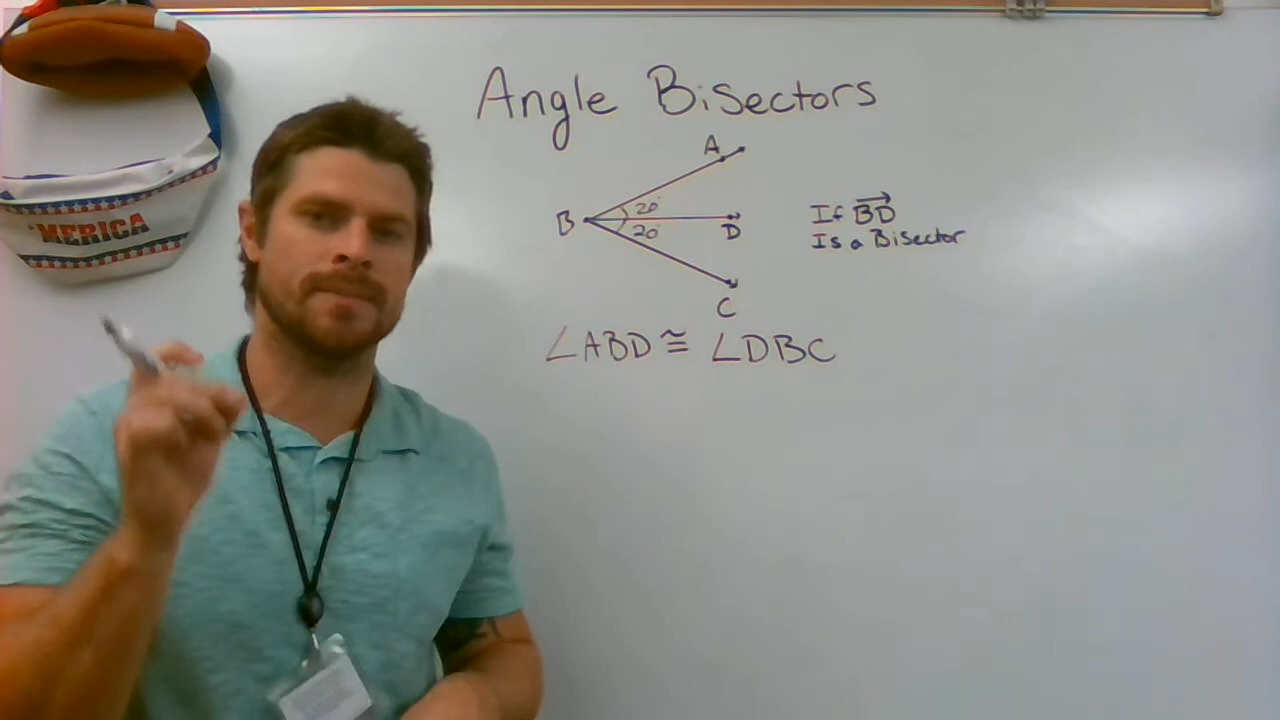 Angle Bisectors
A
B
20°
20°
D
C
If BD
Is a Bisector
∠ABD ≅ ∠DBC
'MERICA